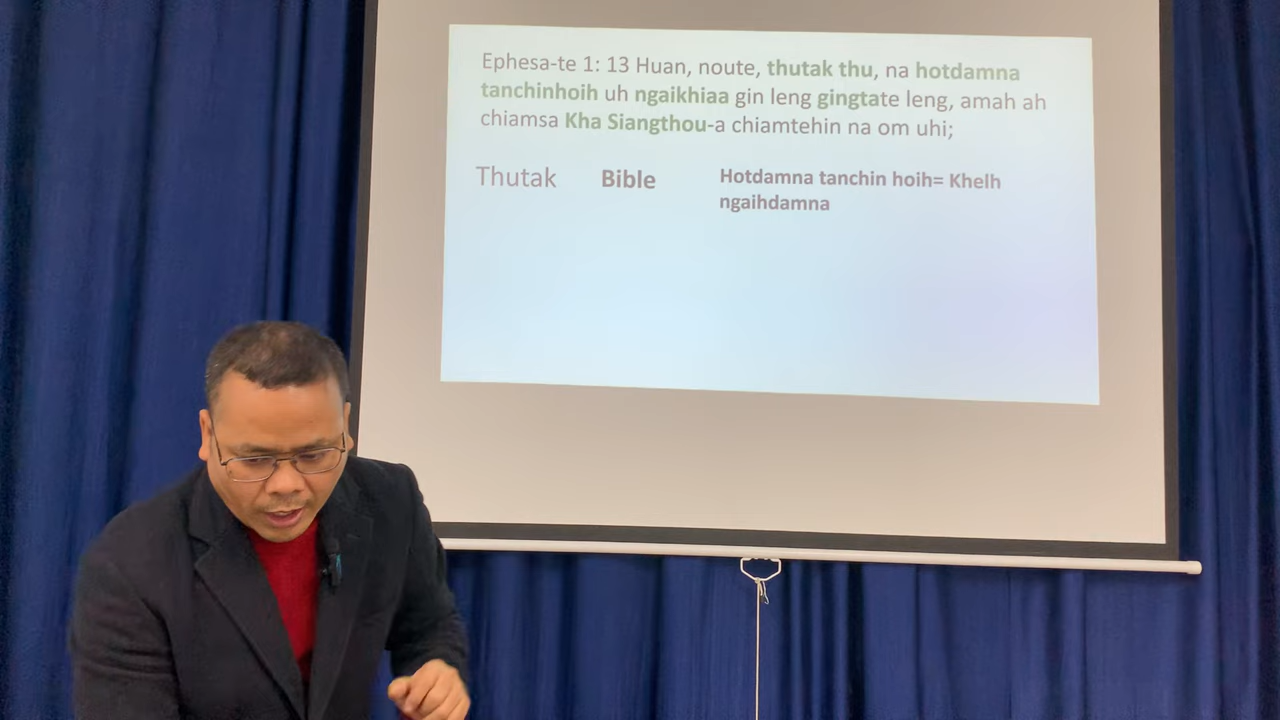 Ephesa-te 1: 13 Huan, noute, thutak thu, na hotdamna
tanchinhoih uh ngaikhiaa gin leng gingtate leng, amah ah
chiamsa Kha Siangthou-a chiamtehin na om uhi;
Thutak
Bible
Hotdamna tanchin hoih= Khelh
ngaihdamna